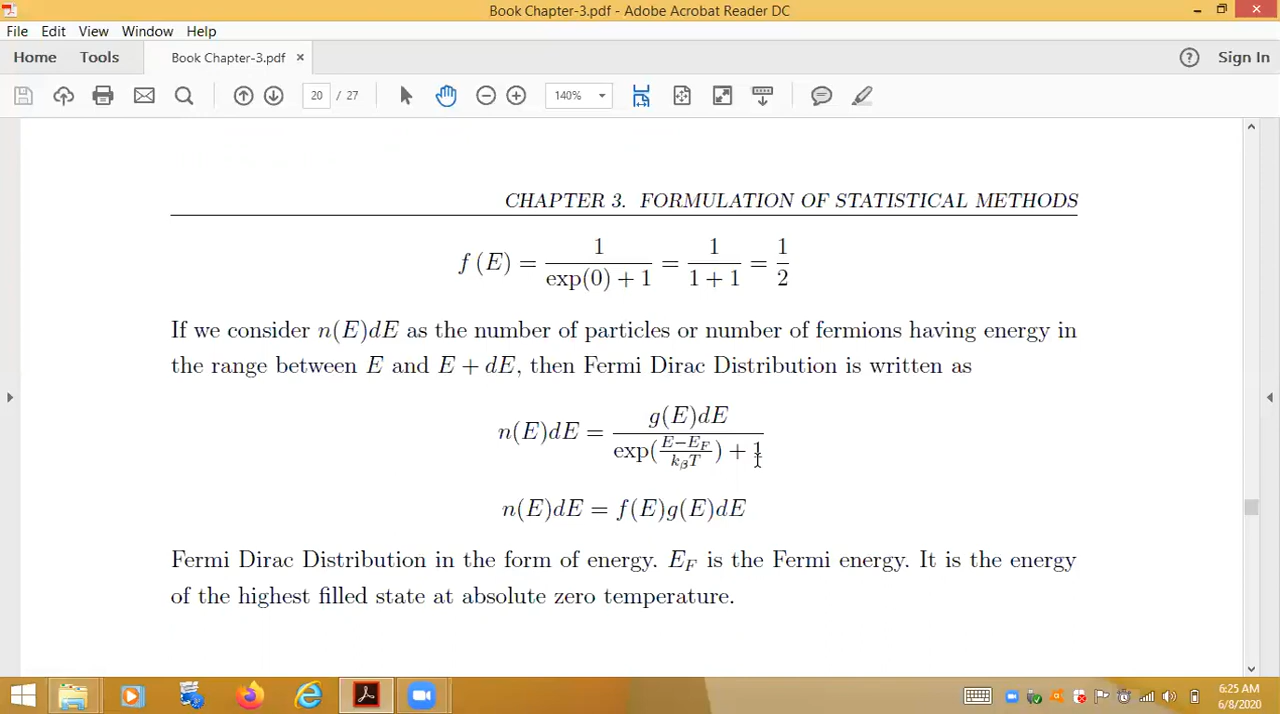 Book Chapter-3.pdf - Adobe Acrobat Reader DC
File Edit View Window Help
Home Tools Book Chapter-3.pdf × ? Sign In
20 / 27 140%
CHAPTER 3. FORMULATION OF STATISTICAL METHODS
f (E) = 1 / (exp(0) + 1) = 1 / (1 + 1) = 1 / 2
If we consider n(E)dE as the number of particles or number of fermions having energy in
the range between E and E + dE, then Fermi Dirac Distribution is written as
n(E)dE = g(E)dE / (exp((E−E_F)/(k_βT)) + 1)
n(E)dE = f(E)g(E)dE
Fermi Dirac Distribution in the form of energy. E_F is the Fermi energy. It is the energy
of the highest filled state at absolute zero temperature.
6:25 AM
6/8/2020